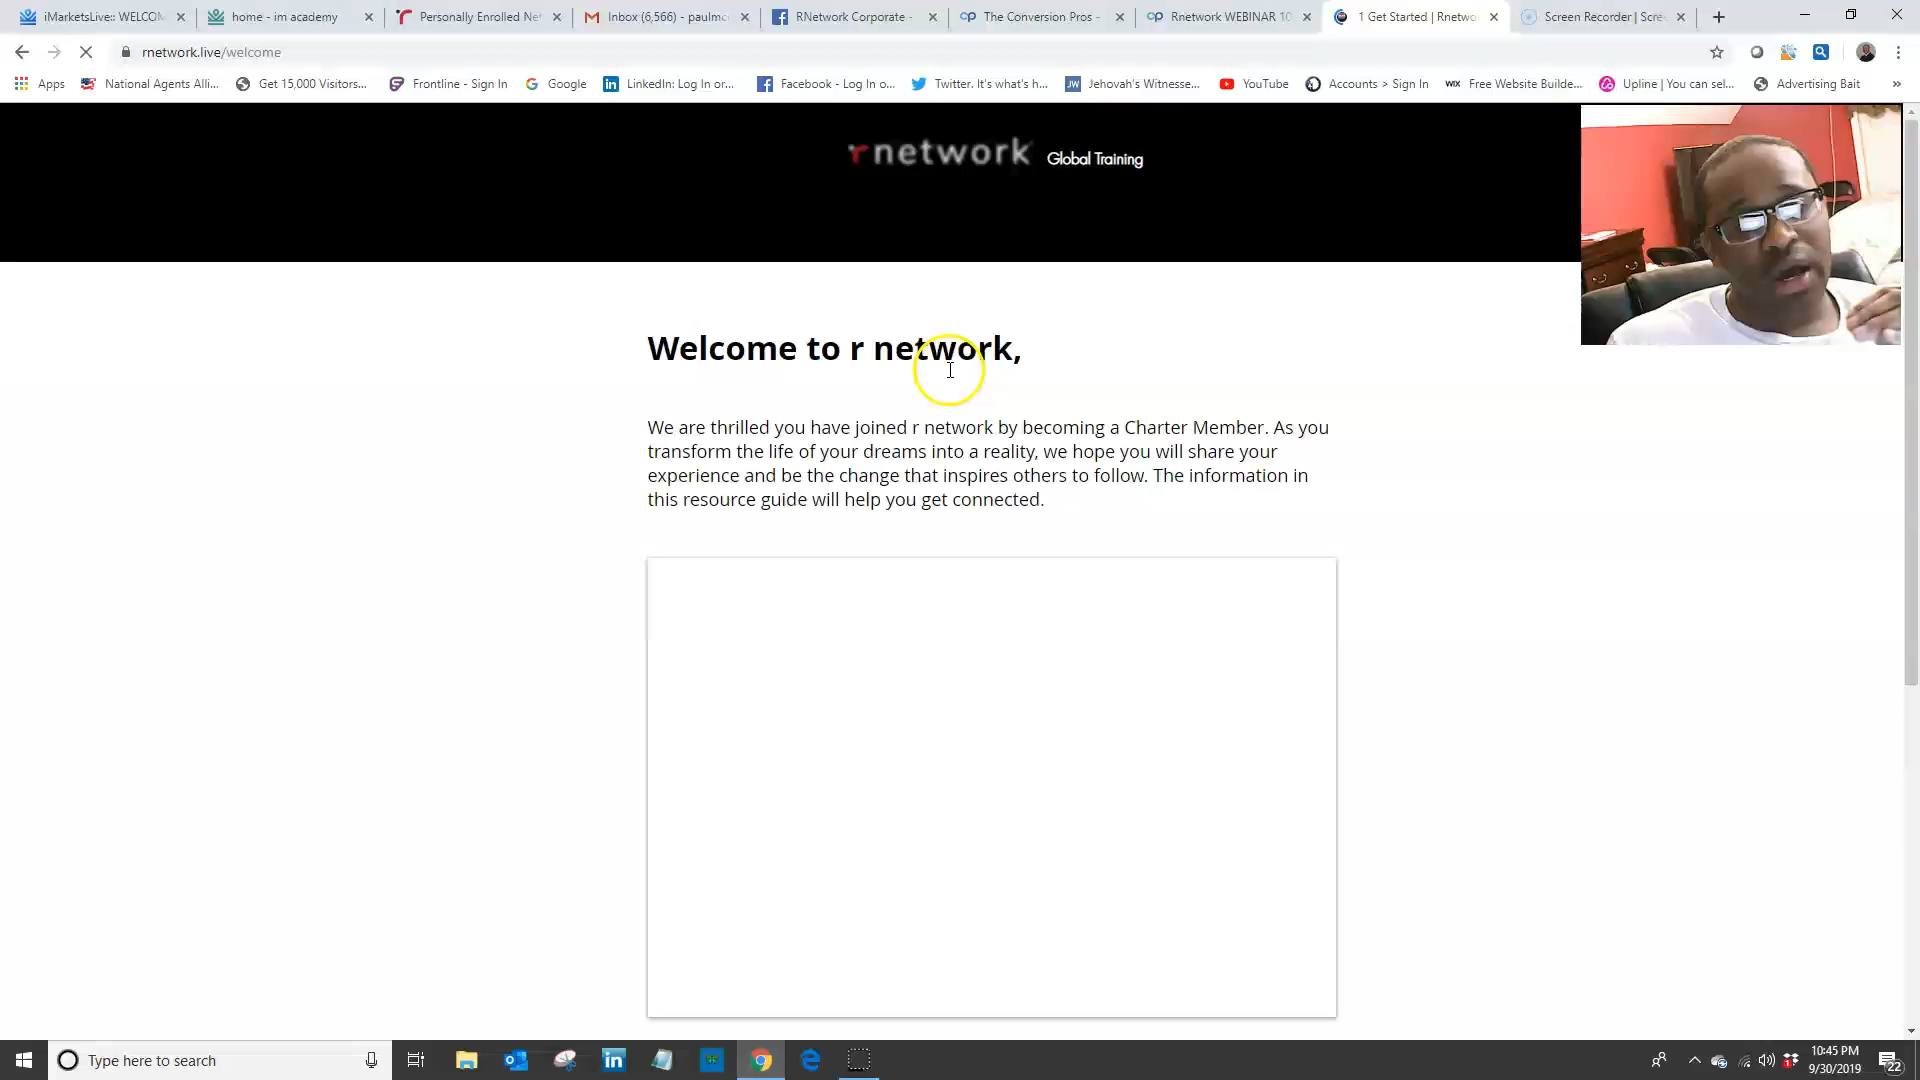 iMarketsLive:: WELCOM
home - im academy
Personally Enrolled Ne
Inbox (6,566) - paulmc
RNetwork Corporate -
The Conversion Pros -
Rnetwork WEBINAR 10
1 Get Started | Rnetwo
Screen Recorder | Scre
rnetwork.live/welcome
Apps
National Agents Alli...
Get 15,000 Visitors...
Frontline - Sign In
Google
LinkedIn: Log In or...
Facebook - Log In o...
Twitter. It's what's h...
Jehovah's Witnesse...
YouTube
Accounts > Sign In
WIX Free Website Builde...
Upline | You can sel...
Advertising Bait
rnetwork Global Training
Welcome to r network,
We are thrilled you have joined r network by becoming a Charter Member. As you
transform the life of your dreams into a reality, we hope you will share your
experience and be the change that inspires others to follow. The information in
this resource guide will help you get connected.
Type here to search
10:45 PM
9/30/2019
22